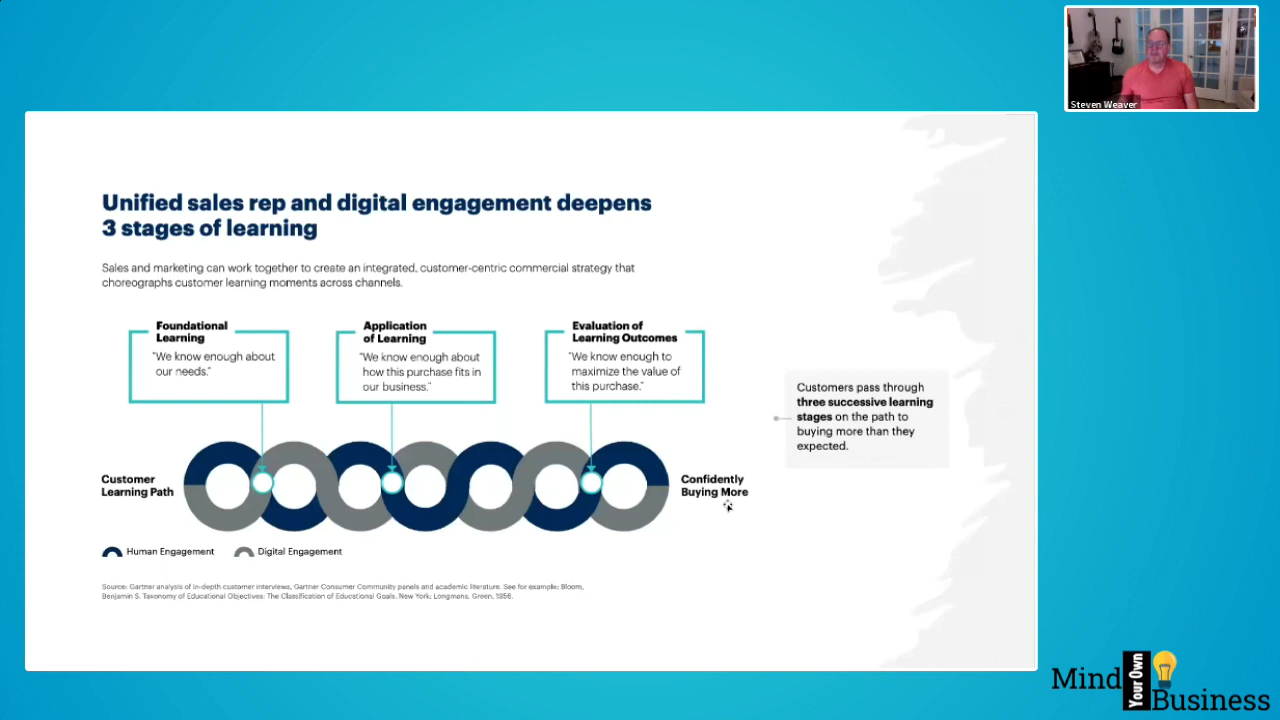 Steven Weaver
Unified sales rep and digital engagement deepens
3 stages of learning
Sales and marketing can work together to create an integrated, customer-centric commercial strategy that
choreographs customer learning moments across channels.
Foundational
Learning
"We know enough about
our needs."
Application
of Learning
"We know enough about
how this purchase fits in
our business."
Evaluation of
Learning Outcomes
"We know enough to
maximize the value of
this purchase."
Customers pass through
three successive learning
stages on the path to
buying more than they
expected.
Customer
Learning Path
Confidently
Buying More
Human Engagement
Digital Engagement
Source: Gartner analysis of in-depth customer interviews, Gartner Consumer Community panels and academic literature. See for example: Bloom,
Benjamin S. Taxonomy of Educational Objectives: The Classification of Educational Goals. New York: Longmans, Green, 1956.
Mind
Your Own
Business